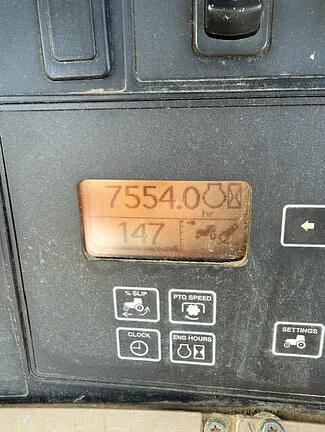 7554.0
hr
147
% SLIP
PTO SPEED
CLOCK
ENG HOURS
SETTINGS